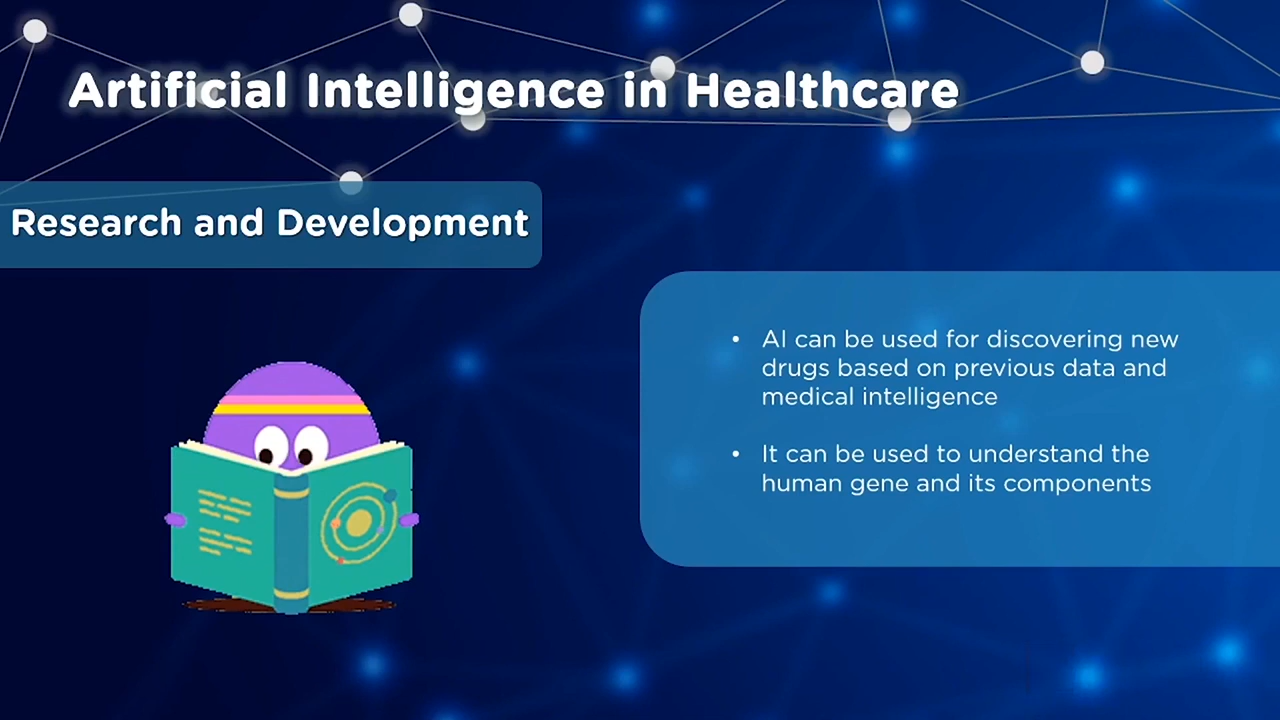 Artificial Intelligence in Healthcare
Research and Development
• AI can be used for discovering new
drugs based on previous data and
medical intelligence
• It can be used to understand the
human gene and its components